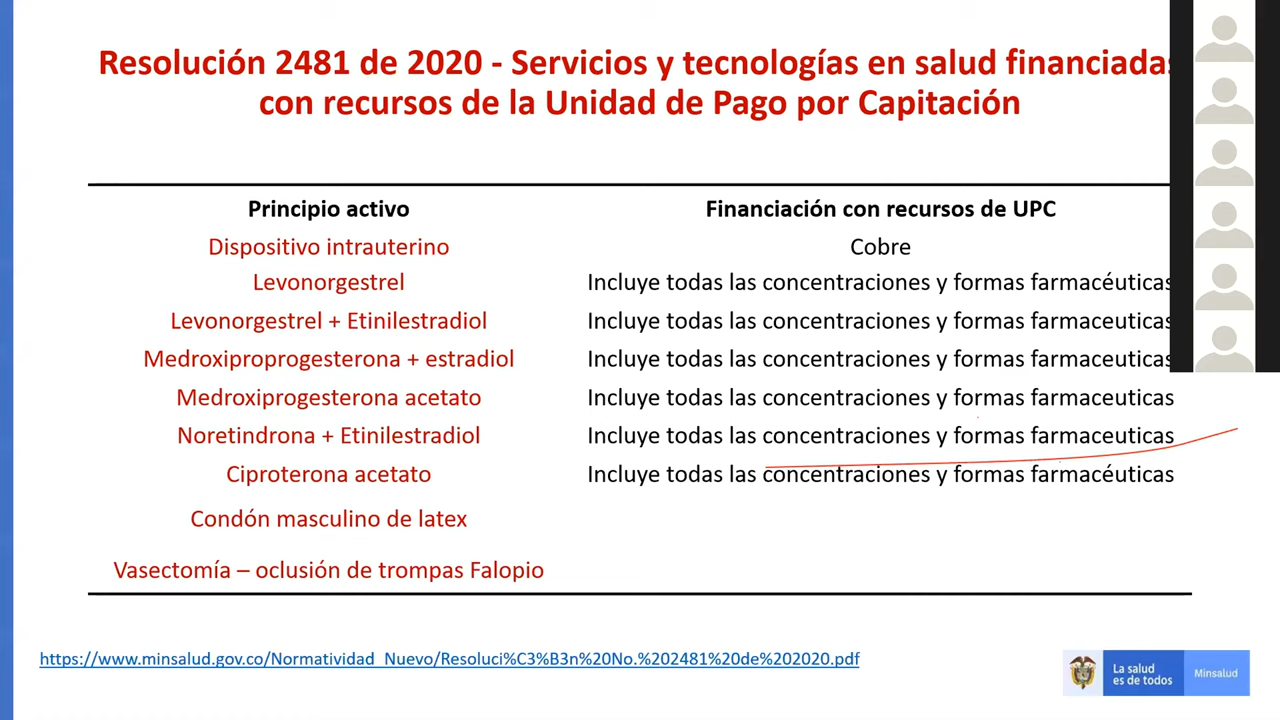 Resolución 2481 de 2020 - Servicios y tecnologías en salud financiadas
con recursos de la Unidad de Pago por Capitación
Principio activo Financiación con recursos de UPC
Dispositivo intrauterino Cobre
Levonorgestrel Incluye todas las concentraciones y formas farmacéuticas
Levonorgestrel + Etinilestradiol Incluye todas las concentraciones y formas farmacéuticas
Medroxiproprogesterona + estradiol Incluye todas las concentraciones y formas farmaceuticas
Medroxiprogesterona acetato Incluye todas las concentraciones y formas farmaceuticas
Noretindrona + Etinilestradiol Incluye todas las concentraciones y formas farmaceuticas
Ciproterona acetato Incluye todas las concentraciones y formas farmacéuticas
Condón masculino de latex
Vasectomía – oclusión de trompas Falopio
https://www.minsalud.gov.co/Normatividad_Nuevo/Resoluci%C3%B3n%20No.%202481%20de%202020.pdf
La salud
es de todos
Minsalud